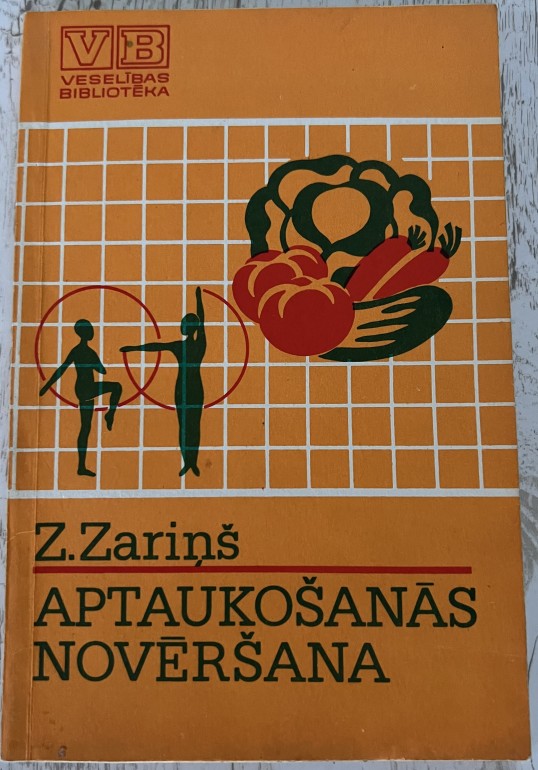 VB
VESELĪBAS
BIBLIOTĒKA
Z.Zariņš
APTAUKOŠANĀS
NOVĒRŠANA